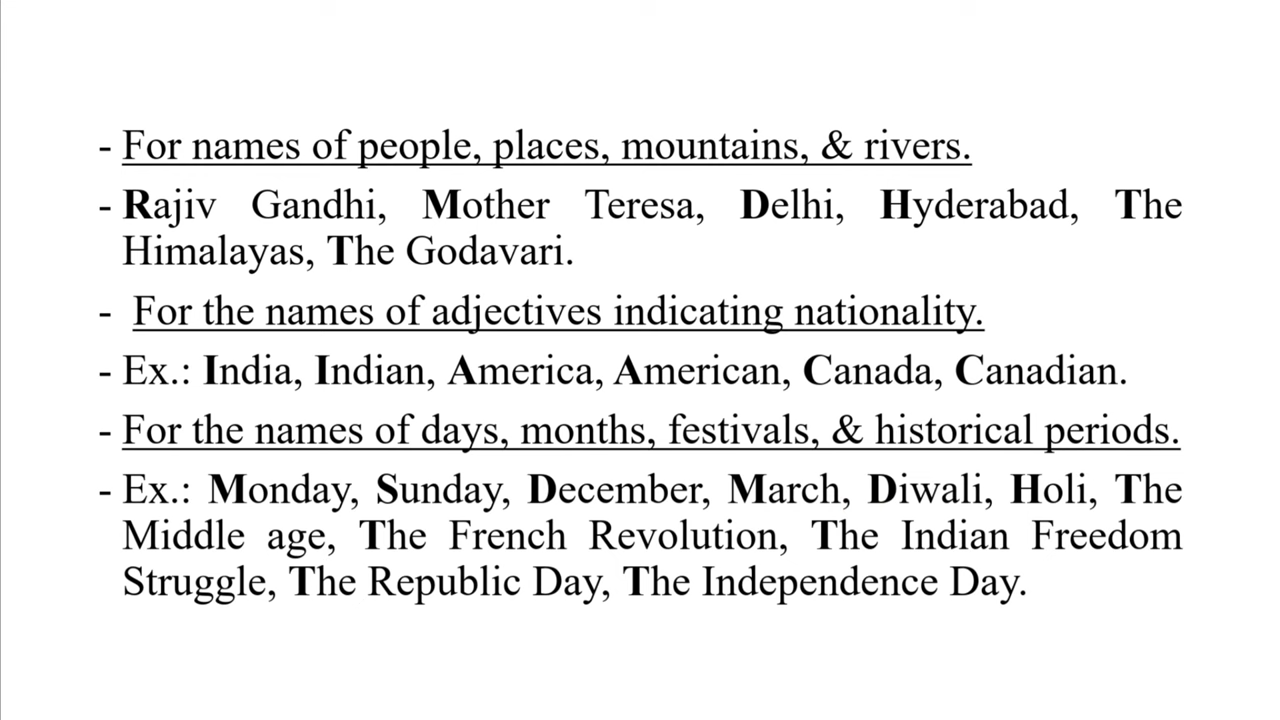 - For names of people, places, mountains, & rivers.
- Rajiv Gandhi, Mother Teresa, Delhi, Hyderabad, The
Himalayas, The Godavari.
- For the names of adjectives indicating nationality.
- Ex.: India, Indian, America, American, Canada, Canadian.
- For the names of days, months, festivals, & historical periods.
- Ex.: Monday, Sunday, December, March, Diwali, Holi, The
Middle age, The French Revolution, The Indian Freedom
Struggle, The Republic Day, The Independence Day.